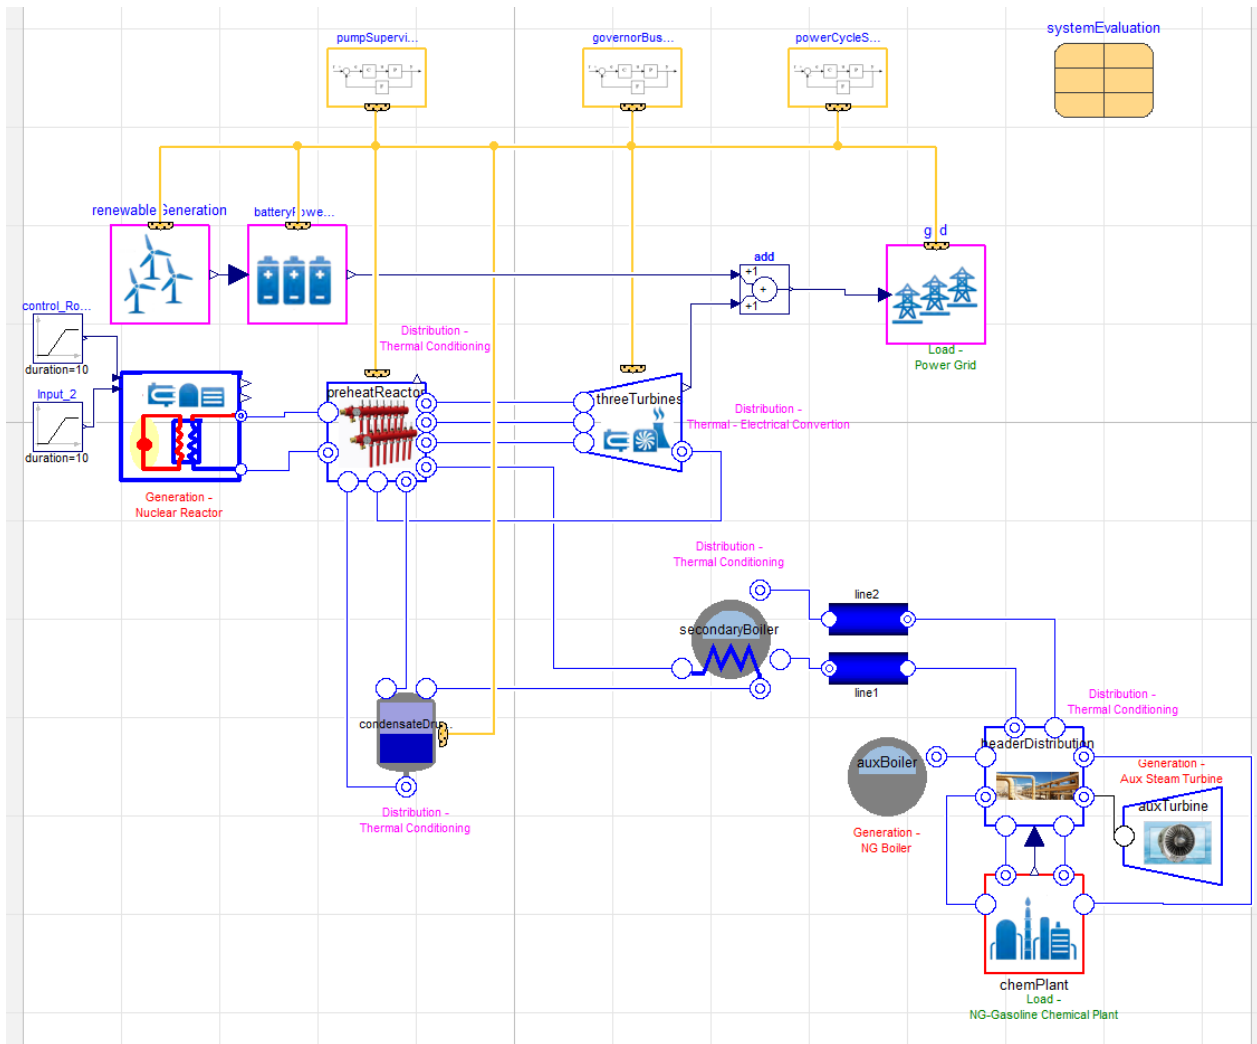 systemEvaluation
pumpSupervi...
governorBus...
powerCycleS...
renewableGeneration
batteryPowe...
grid
add
+1
+
+1
control_Ro...
duration=10
Input_2
duration=10
Distribution -
Thermal Conditioning
Load -
Power Grid
preheatReactor
threeTurbines
Distribution -
Thermal - Electrical Convertion
Generation -
Nuclear Reactor
Distribution -
Thermal Conditioning
line2
secondaryBoiler
line1
Distribution -
Thermal Conditioning
condensateDru...
headerDistribution
auxBoiler
Generation -
Aux Steam Turbine
auxTurbine
Distribution -
Thermal Conditioning
Generation -
NG Boiler
chemPlant
Load -
NG-Gasoline Chemical Plant